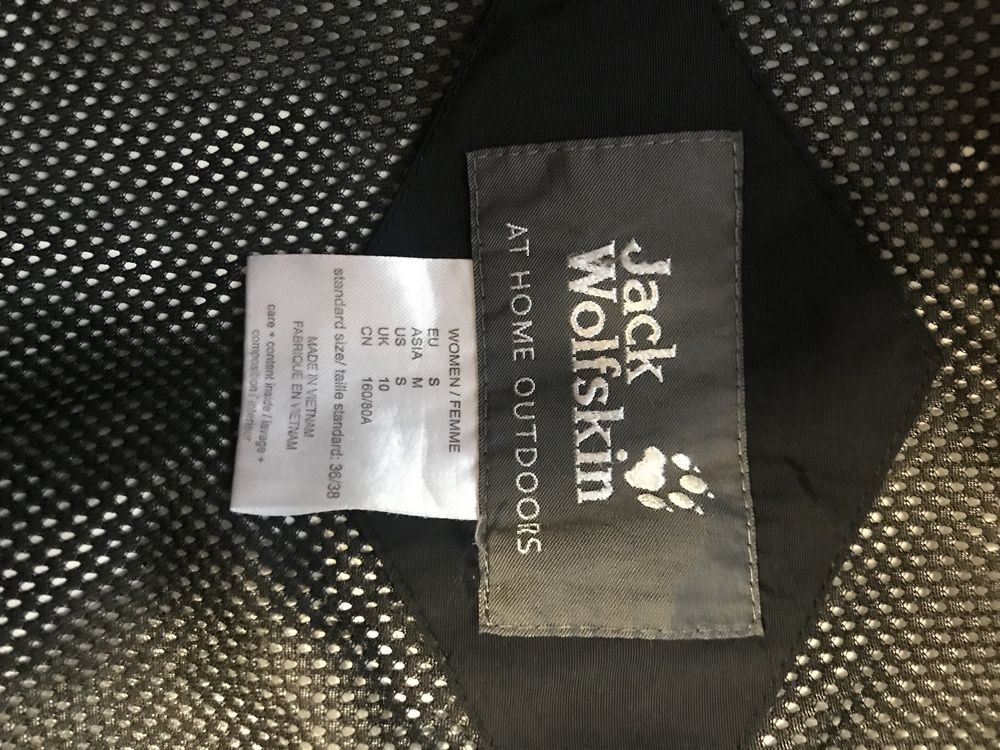 Jack
Wolfskin
AT HOME OUTDOORS
WOMEN / FEMME
EU S
ASIA M
US S
UK 10
CN 160/80A
standard size/ taille standard: 36/38
MADE IN VIETNAM
FABRIQUÉ EN VIETNAM
care + content inside / lavage +
composition l'intérieur